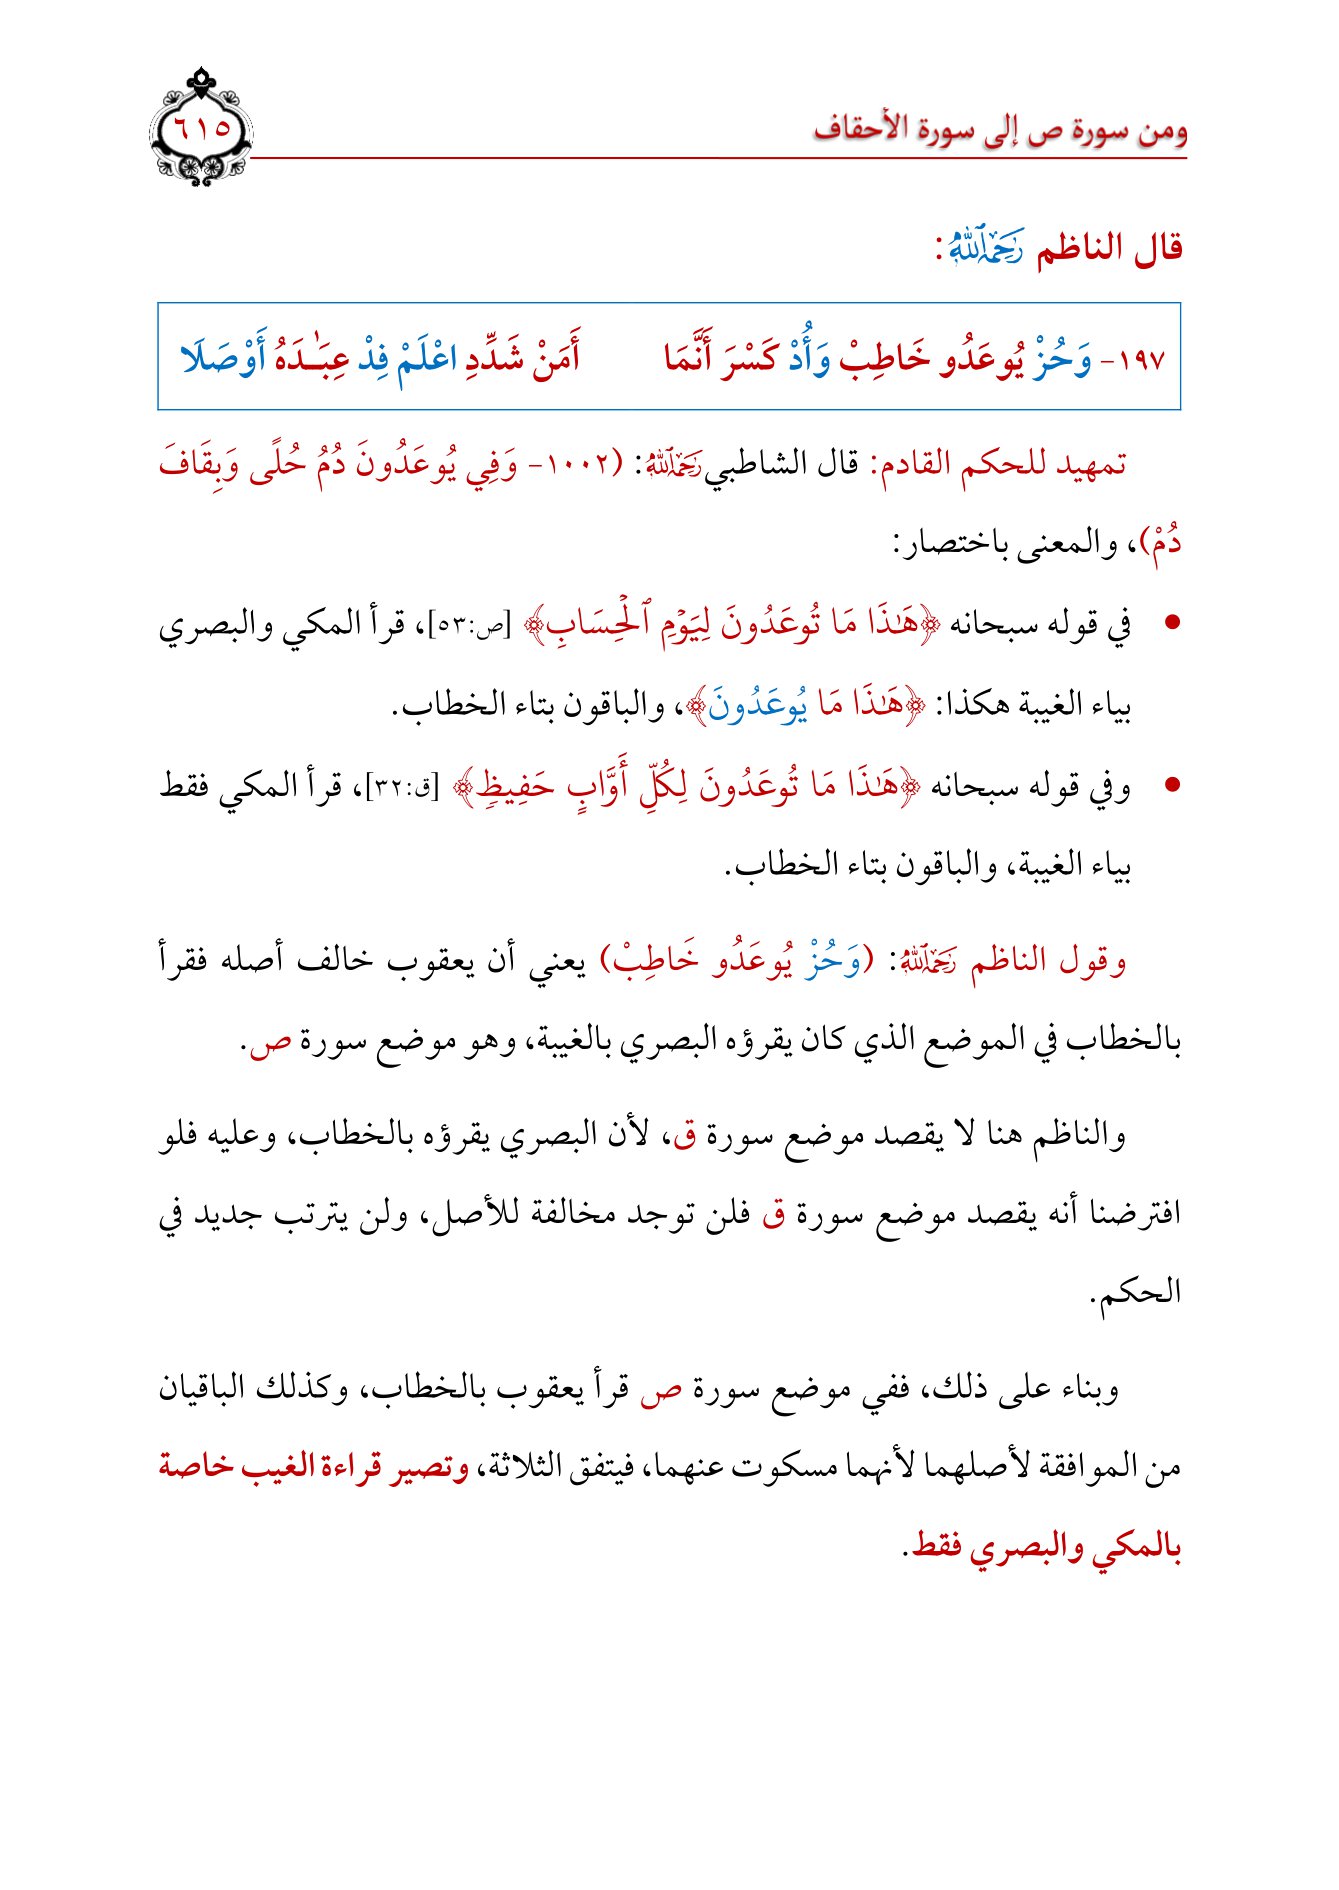 ومن سورة ص إلى سورة الأحقاف
٦١٥
قال الناظم رَحِمَهُ ٱللَّهُ:
١٩٧- وَحُزْ يُوعَدُو خَاطِبْ وَأُدْ كَسْرَ أَنَّمَا أَمَنْ شَدِّدِ اعْلَمْ فِدْ عِبَـٰدَهُ أَوْصَلَا
تمهيد للحكم القادم: قال الشاطبي رَحِمَهُ ٱللَّهُ: (١٠٠٢- وَفِي يُوعَدُونَ دُمُ حُلًى وَبِقَافَ
دُمْ)، والمعنى باختصار:
• في قوله سبحانه ﴿هَـٰذَا مَا تُوعَدُونَ لِيَوْمِ ٱلْحِسَابِ﴾ [ص:٥٣]، قرأ المكي والبصري
بياء الغيبة هكذا: ﴿هَـٰذَا مَا يُوعَدُونَ﴾، والباقون بتاء الخطاب.
• وفي قوله سبحانه ﴿هَـٰذَا مَا تُوعَدُونَ لِكُلِّ أَوَّابٍ حَفِيظٍ﴾ [ق:٣٢]، قرأ المكي فقط
بياء الغيبة، والباقون بتاء الخطاب.
وقول الناظم رَحِمَهُ ٱللَّهُ: (وَحُزْ يُوعَدُو خَاطِبْ) يعني أن يعقوب خالف أصله فقرأ
بالخطاب في الموضع الذي كان يقرؤه البصري بالغيبة، وهو موضع سورة ص.
والناظم هنا لا يقصد موضع سورة ق، لأن البصري يقرؤه بالخطاب، وعليه فلو
افترضنا أنه يقصد موضع سورة ق فلن توجد مخالفة للأصل، ولن يترتب جديد في
الحكم.
وبناء على ذلك، ففي موضع سورة ص قرأ يعقوب بالخطاب، وكذلك الباقيان
من الموافقة لأصلهما لأنهما مسكوت عنهما، فيتفق الثلاثة، وتصير قراءة الغيب خاصة
بالمكي والبصري فقط.